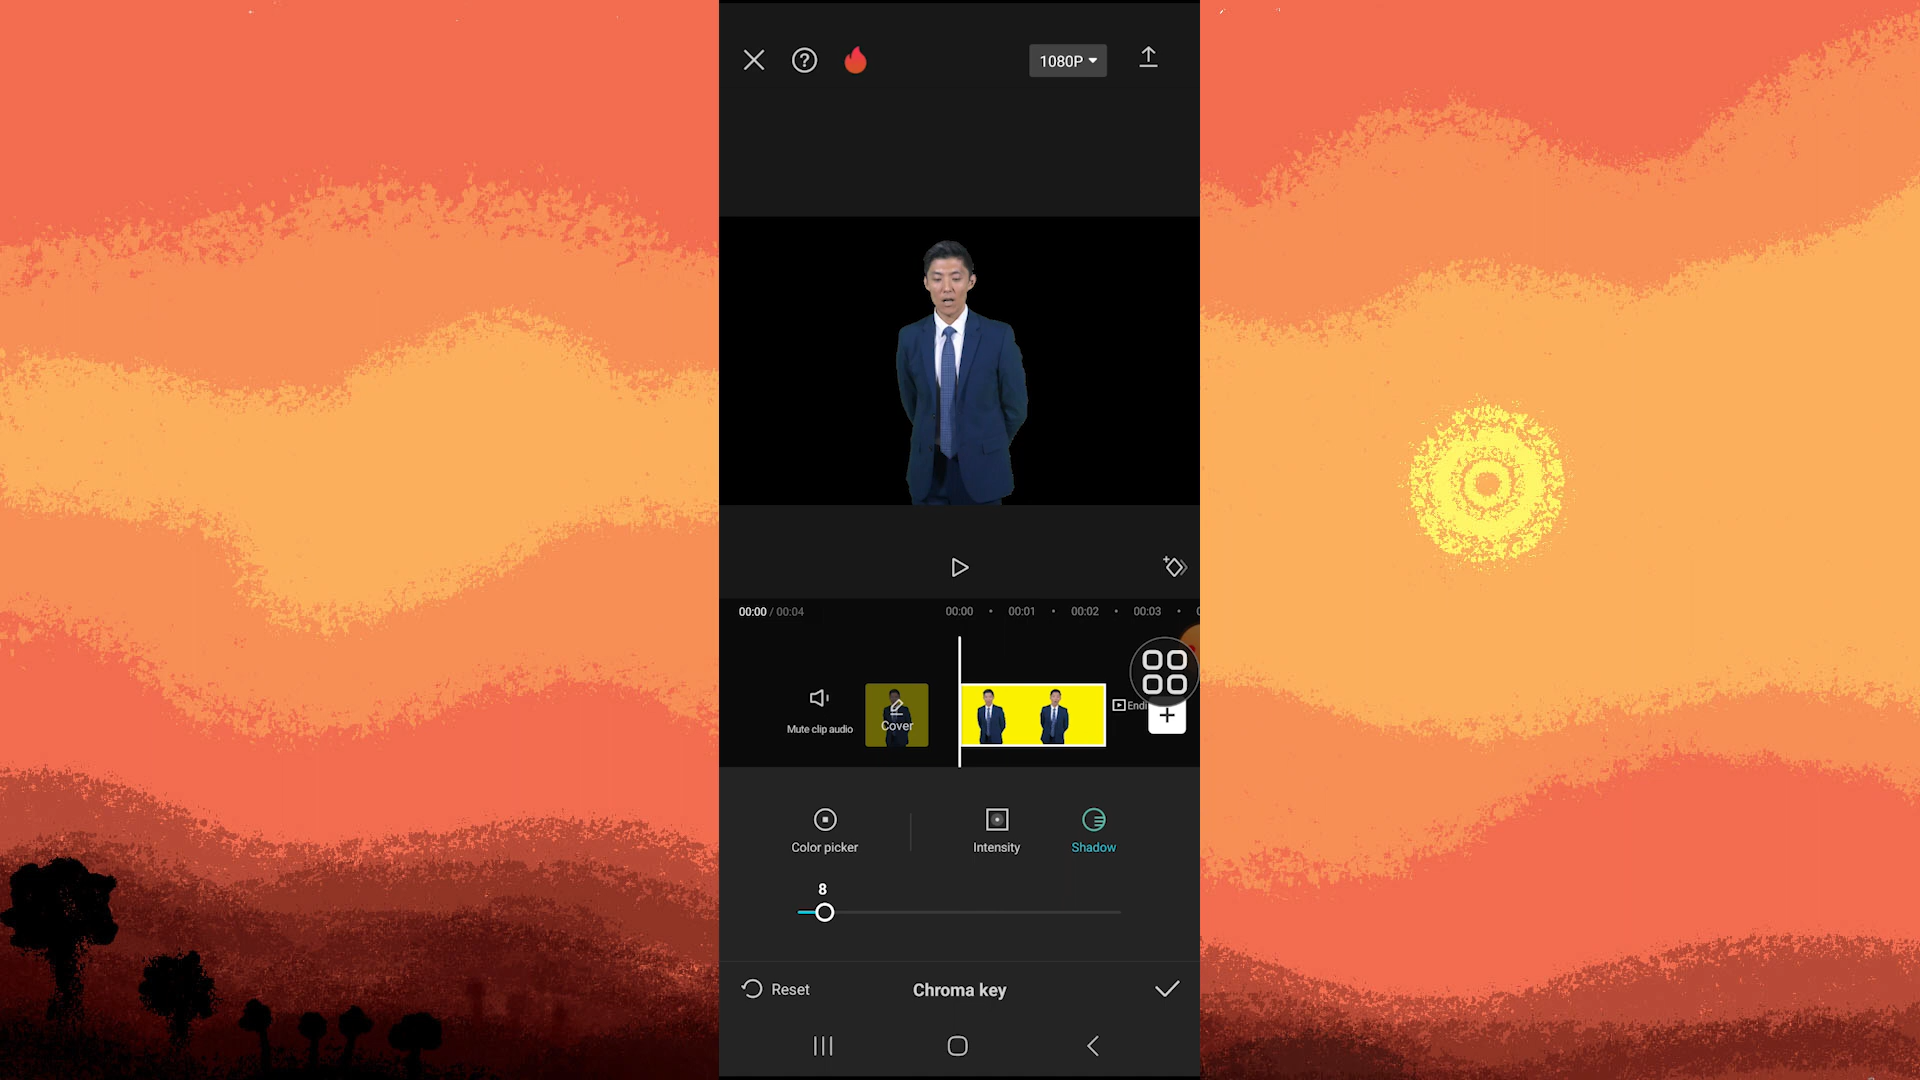 1080P
00:00 / 00:04
00:00
00:01
00:02
00:03
Mute clip audio
Cover
Endi
Color picker
Intensity
Shadow
8
Reset
Chroma key